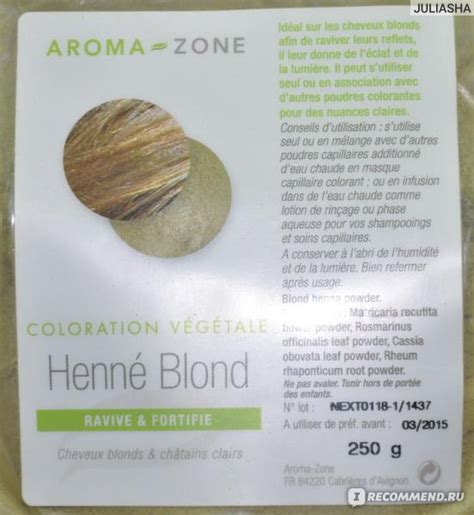 JULIASHA
AROMA-ZONE
Idéal sur les cheveux blonds
afin de raviver leurs reflets,
il leur donne de l'éclat et de
la lumière. Il peut s'utiliser
seul ou en association avec
d'autres poudres colorantes
pour des nuances claires.
Conseils d'utilisation : s'utilise
seul ou en mélange avec d'autres
poudres capillaires additionné
d'eau chaude en masque
capillaire colorant ; ou en infusion
dans de l'eau chaude comme
lotion de rinçage ou phase
aqueuse pour vos shampooings
et soins capillaires.
A conserver à l'abri de l'humidité
et de la lumière. Bien refermer
après usage.
Blond henna powder.
: Matricaria recutita
flower powder, Rosmarinus
officinalis leaf powder, Cassia
obovata leaf powder, Rheum
rhaponticum root powder.
Ne pas avaler. Tenir hors de portée
des enfants.
N° lot : NEXT0118-1/1437
A utiliser de préf. avant : 03/2015
250 g
Aroma-Zone
FR 84220 Cabrières d'Avignon
COLORATION VÉGÉTALE
Henné Blond
RAVIVE & FORTIFIE
Cheveux blonds & châtains clairs
IRECOMMEND.RU